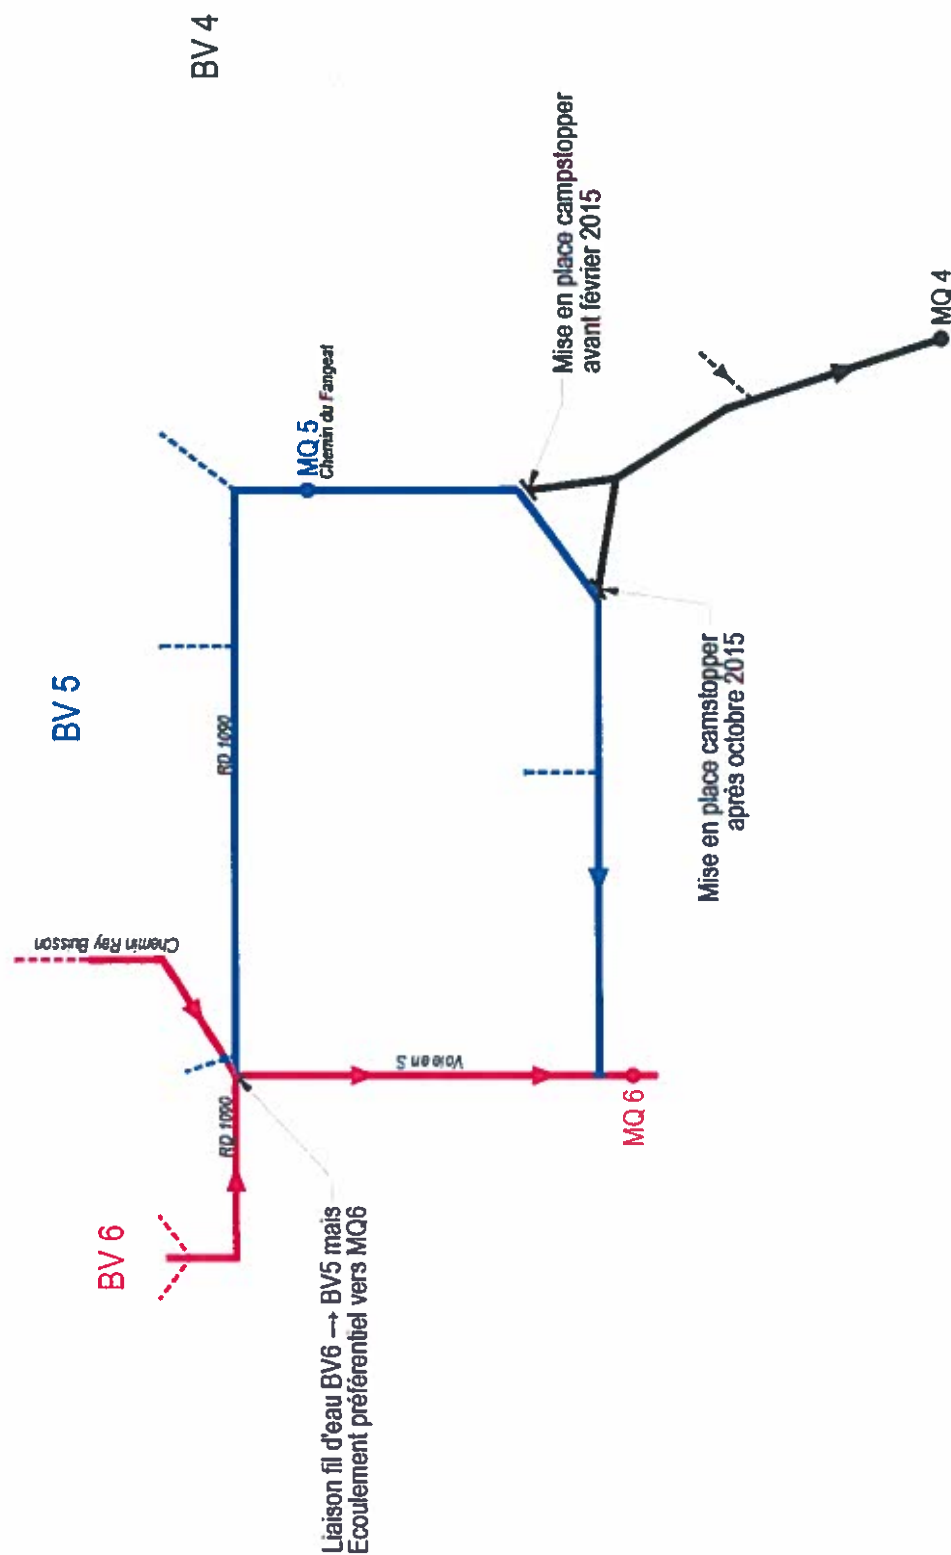 BV 4
BV 5
BV 6
Mise en place campstopper
avant février 2015
MQ 5
Chemin du Fangeat
MQ 4
RD 1090
Mise en place camstopper
après octobre 2015
Chemin Rey Buisson
RD 1090
Voie en S
MQ 6
Liaison fil d'eau BV6 → BV5 mais
Ecoulement préférentiel vers MQ6